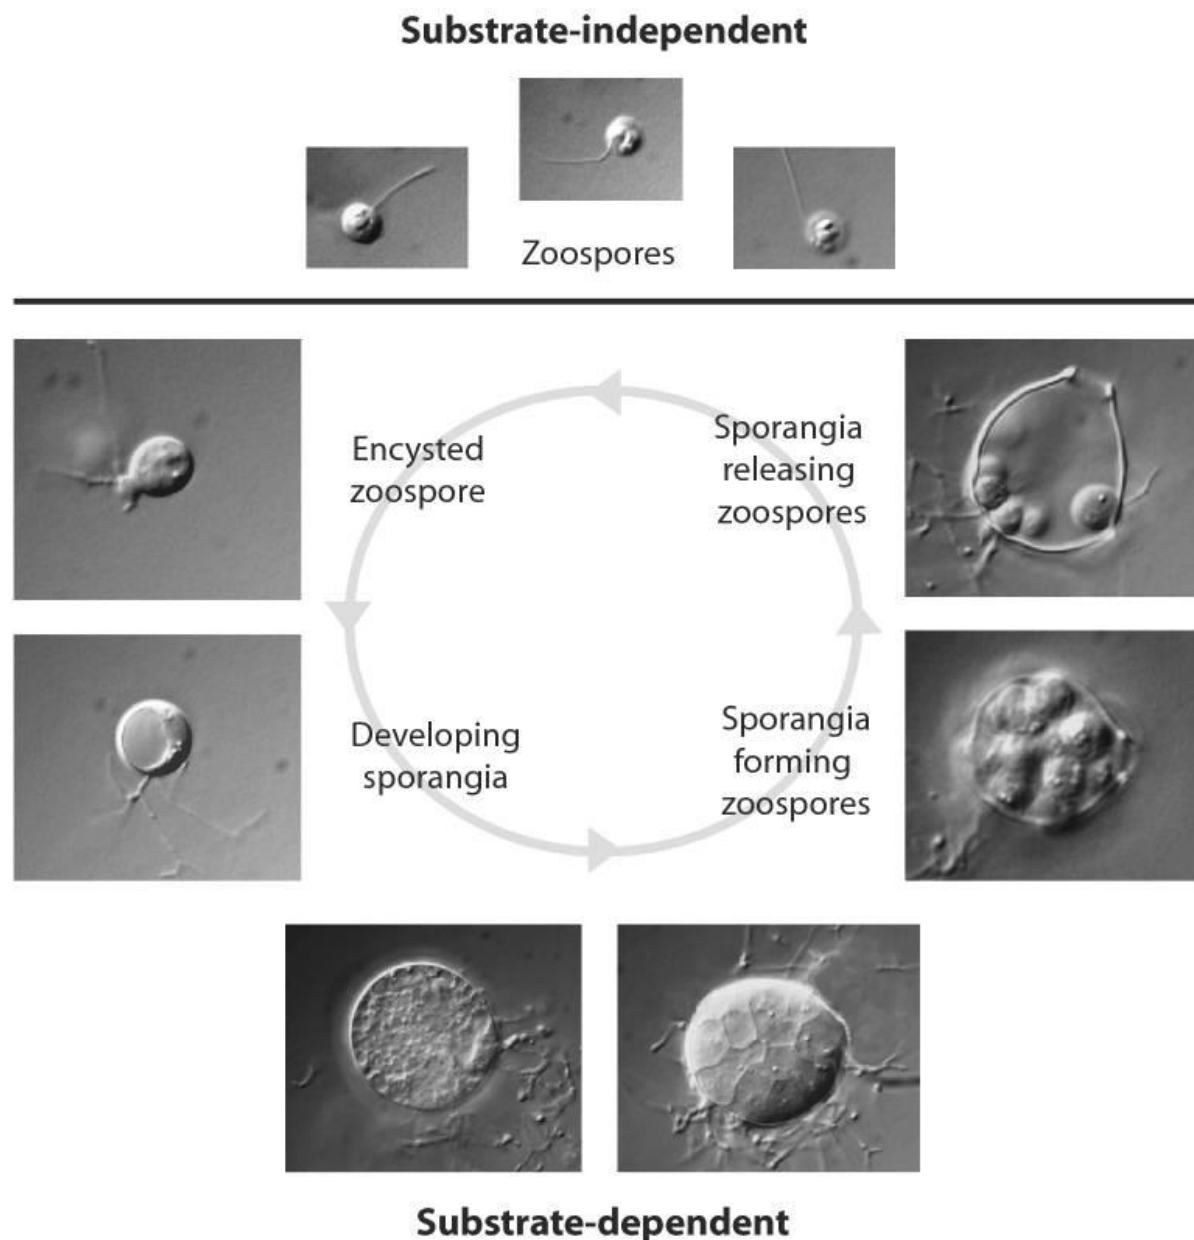 Substrate-independent
Zoospores
Encysted
zoospore
Sporangia
releasing
zoospores
Developing
sporangia
Sporangia
forming
zoospores
Substrate-dependent